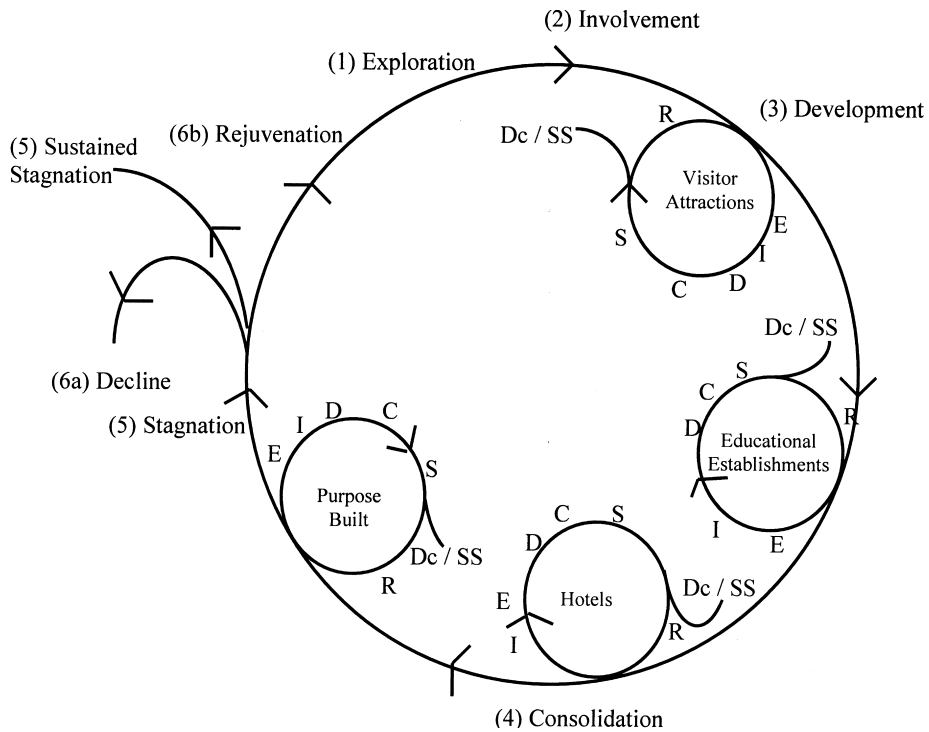 (2) Involvement
(1) Exploration
(3) Development
(6b) Rejuvenation
(5) Sustained
Stagnation
R
Dc / SS
Visitor
Attractions
E
S
I
C
D
Dc / SS
(6a) Decline
S
C
R
(5) Stagnation
D
Educational
Establishments
I
E
I
D
C
E
S
Purpose
Built
Dc / SS
R
C
S
D
E
Hotels
Dc / SS
R
I
(4) Consolidation